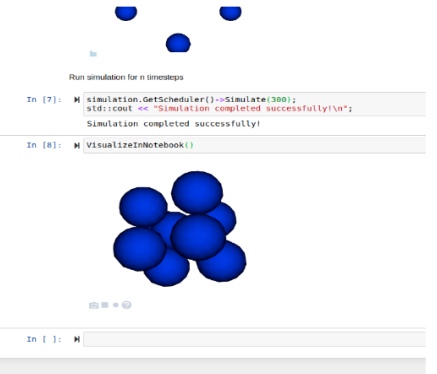 Run simulation for n timesteps
In [7]: simulation.GetScheduler()->Simulate(300);
std::cout << "Simulation completed successfully!\n";
Simulation completed successfully!
In [8]: VisualizeInNotebook()
In [ ]: